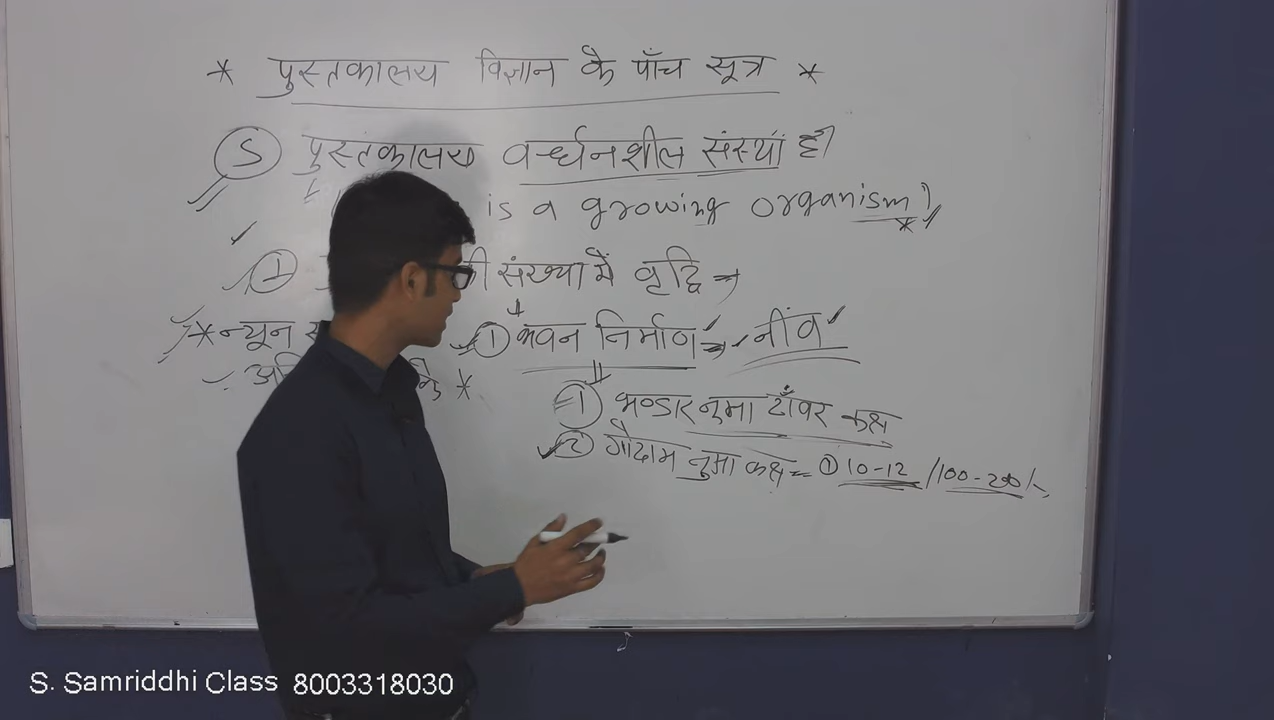 * पुस्तकालय विज्ञान के पाँच सूत्र *
5 पुस्तकालय वर्ध्दनशील संस्था है।
is a growing organism) *
① की संख्या में वृद्धि →
* न्यून
① भवन निर्माण → नींव
*
① भण्डारनुमा टाँवर कक्ष
② गौदाम नुमा कक्ष = ① 10-12 /100-200/-
S. Samriddhi Class 8003318030